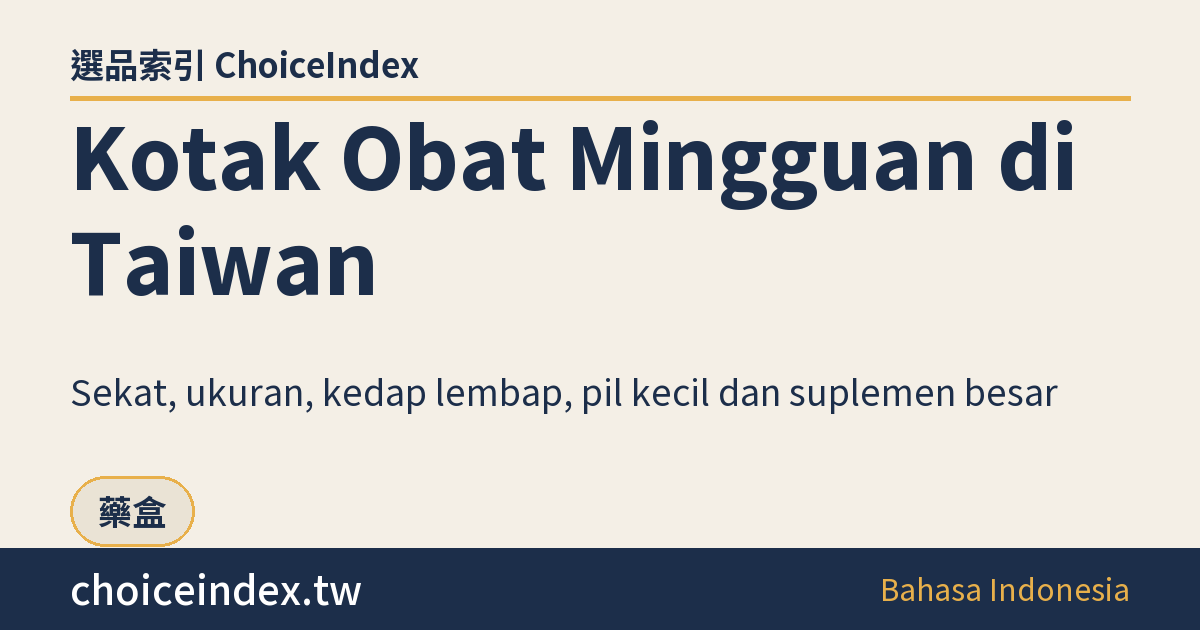 選品索引 ChoiceIndex
Kotak Obat Mingguan di
Taiwan
Sekat, ukuran, kedap lembap, pil kecil dan suplemen besar
藥盒
choiceindex.tw
Bahasa Indonesia